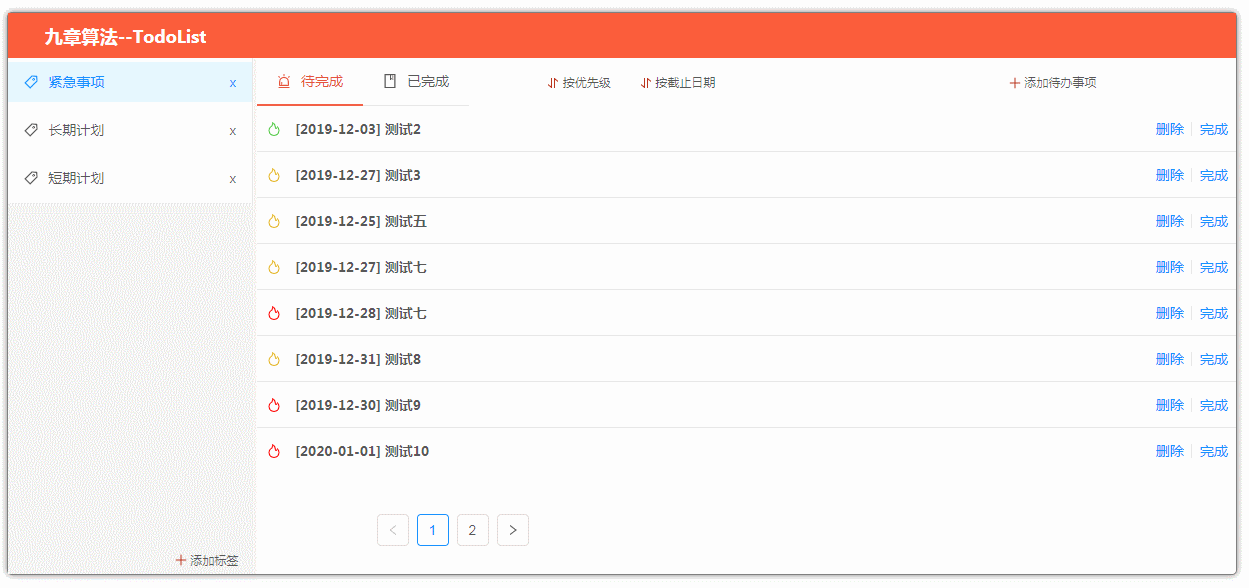 九章算法--TodoList
紧急事项 x
长期计划 x
短期计划 x
添加标签
待完成 已完成 按优先级 按截止日期 添加待办事项
[2019-12-03] 测试2 删除 完成
[2019-12-27] 测试3 删除 完成
[2019-12-25] 测试五 删除 完成
[2019-12-27] 测试七 删除 完成
[2019-12-28] 测试七 删除 完成
[2019-12-31] 测试8 删除 完成
[2019-12-30] 测试9 删除 完成
[2020-01-01] 测试10 删除 完成
< 1 2 >